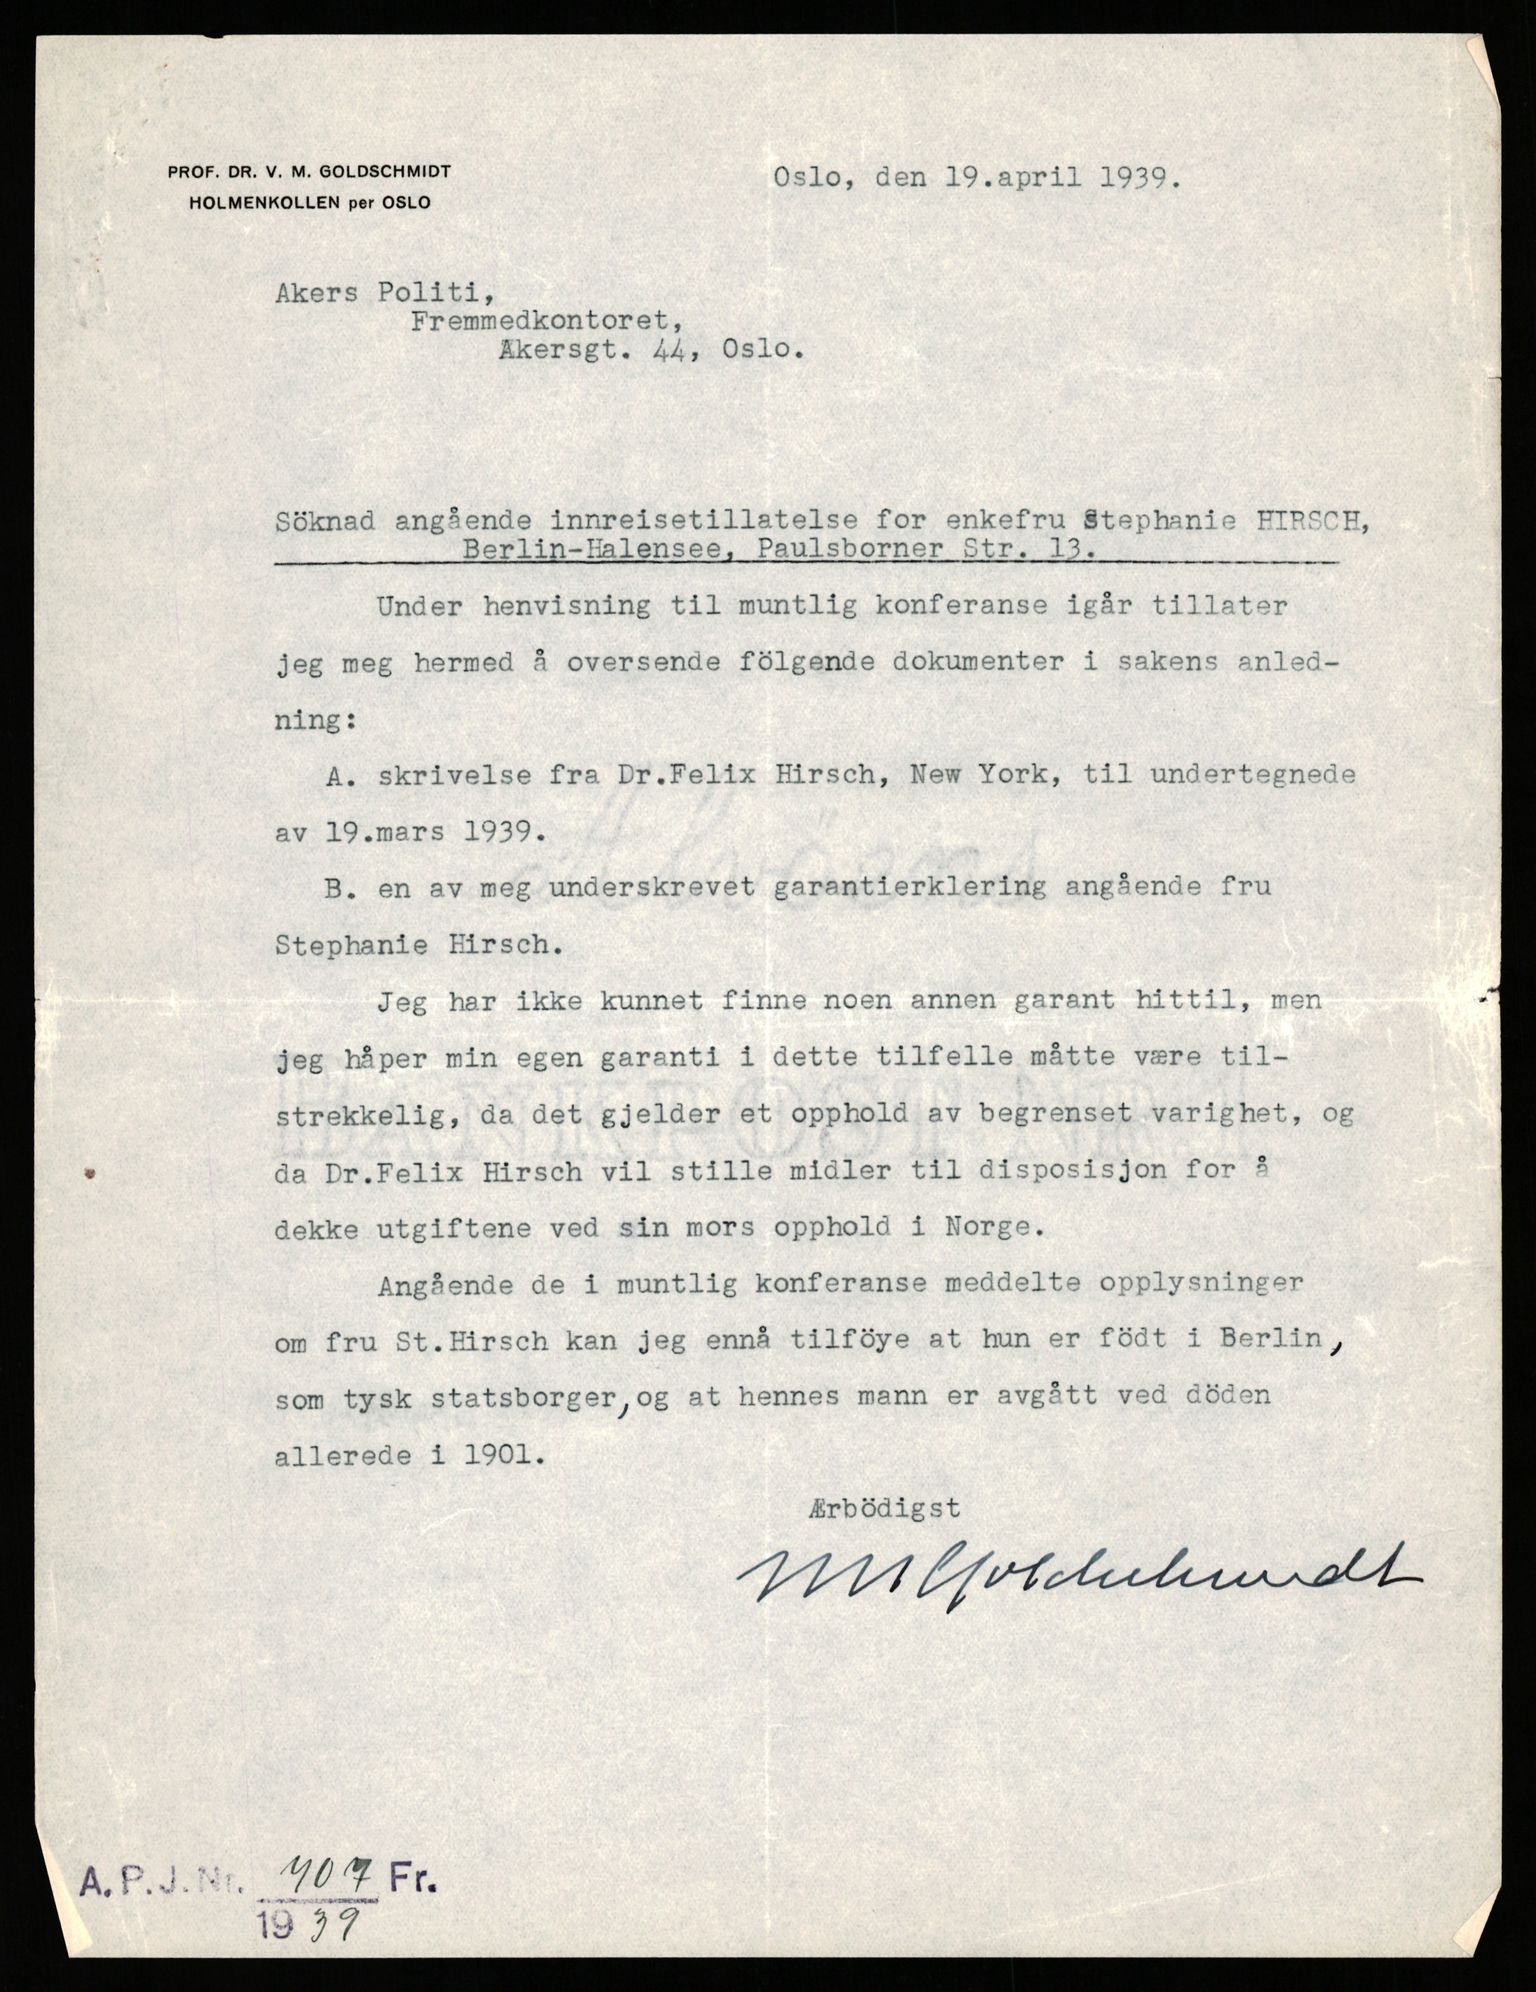 PROF. DR. V. M. GOLDSCHMIDT
HOLMENKOLLEN per OSLO
Oslo, den 19.april 1939.
Akers Politi,
Fremmedkontoret,
Akersgt. 44, Oslo.
Söknad angående innreisetillatelse for enkefru Stephanie HIRSCH,
Berlin-Halensee, Paulsborner Str. 13.
Under henvisning til muntlig konferanse igår tillater
jeg meg hermed å oversende fölgende dokumenter i sakens anled-
ning:
A. skrivelse fra Dr.Felix Hirsch, New York, til undertegnede
av 19.mars 1939.
B. en av meg underskrevet garantierklering angående fru
Stephanie Hirsch.
Jeg har ikke kunnet finne noen annen garant hittil, men
jeg håper min egen garanti i dette tilfelle måtte være til-
strekkelig, da det gjelder et opphold av begrenset varighet, og
da Dr.Felix Hirsch vil stille midler til disposisjon for å
dekke utgiftene ved sin mors opphold i Norge.
Angående de i muntlig konferanse meddelte opplysninger
om fru St.Hirsch kan jeg ennå tilföye at hun er födt i Berlin,
som tysk statsborger, og at hennes mann er avgått ved döden
allerede i 1901.
Ærbödigst
VM Goldschmidt
A. P. J. Nr. 707 Fr.
1939